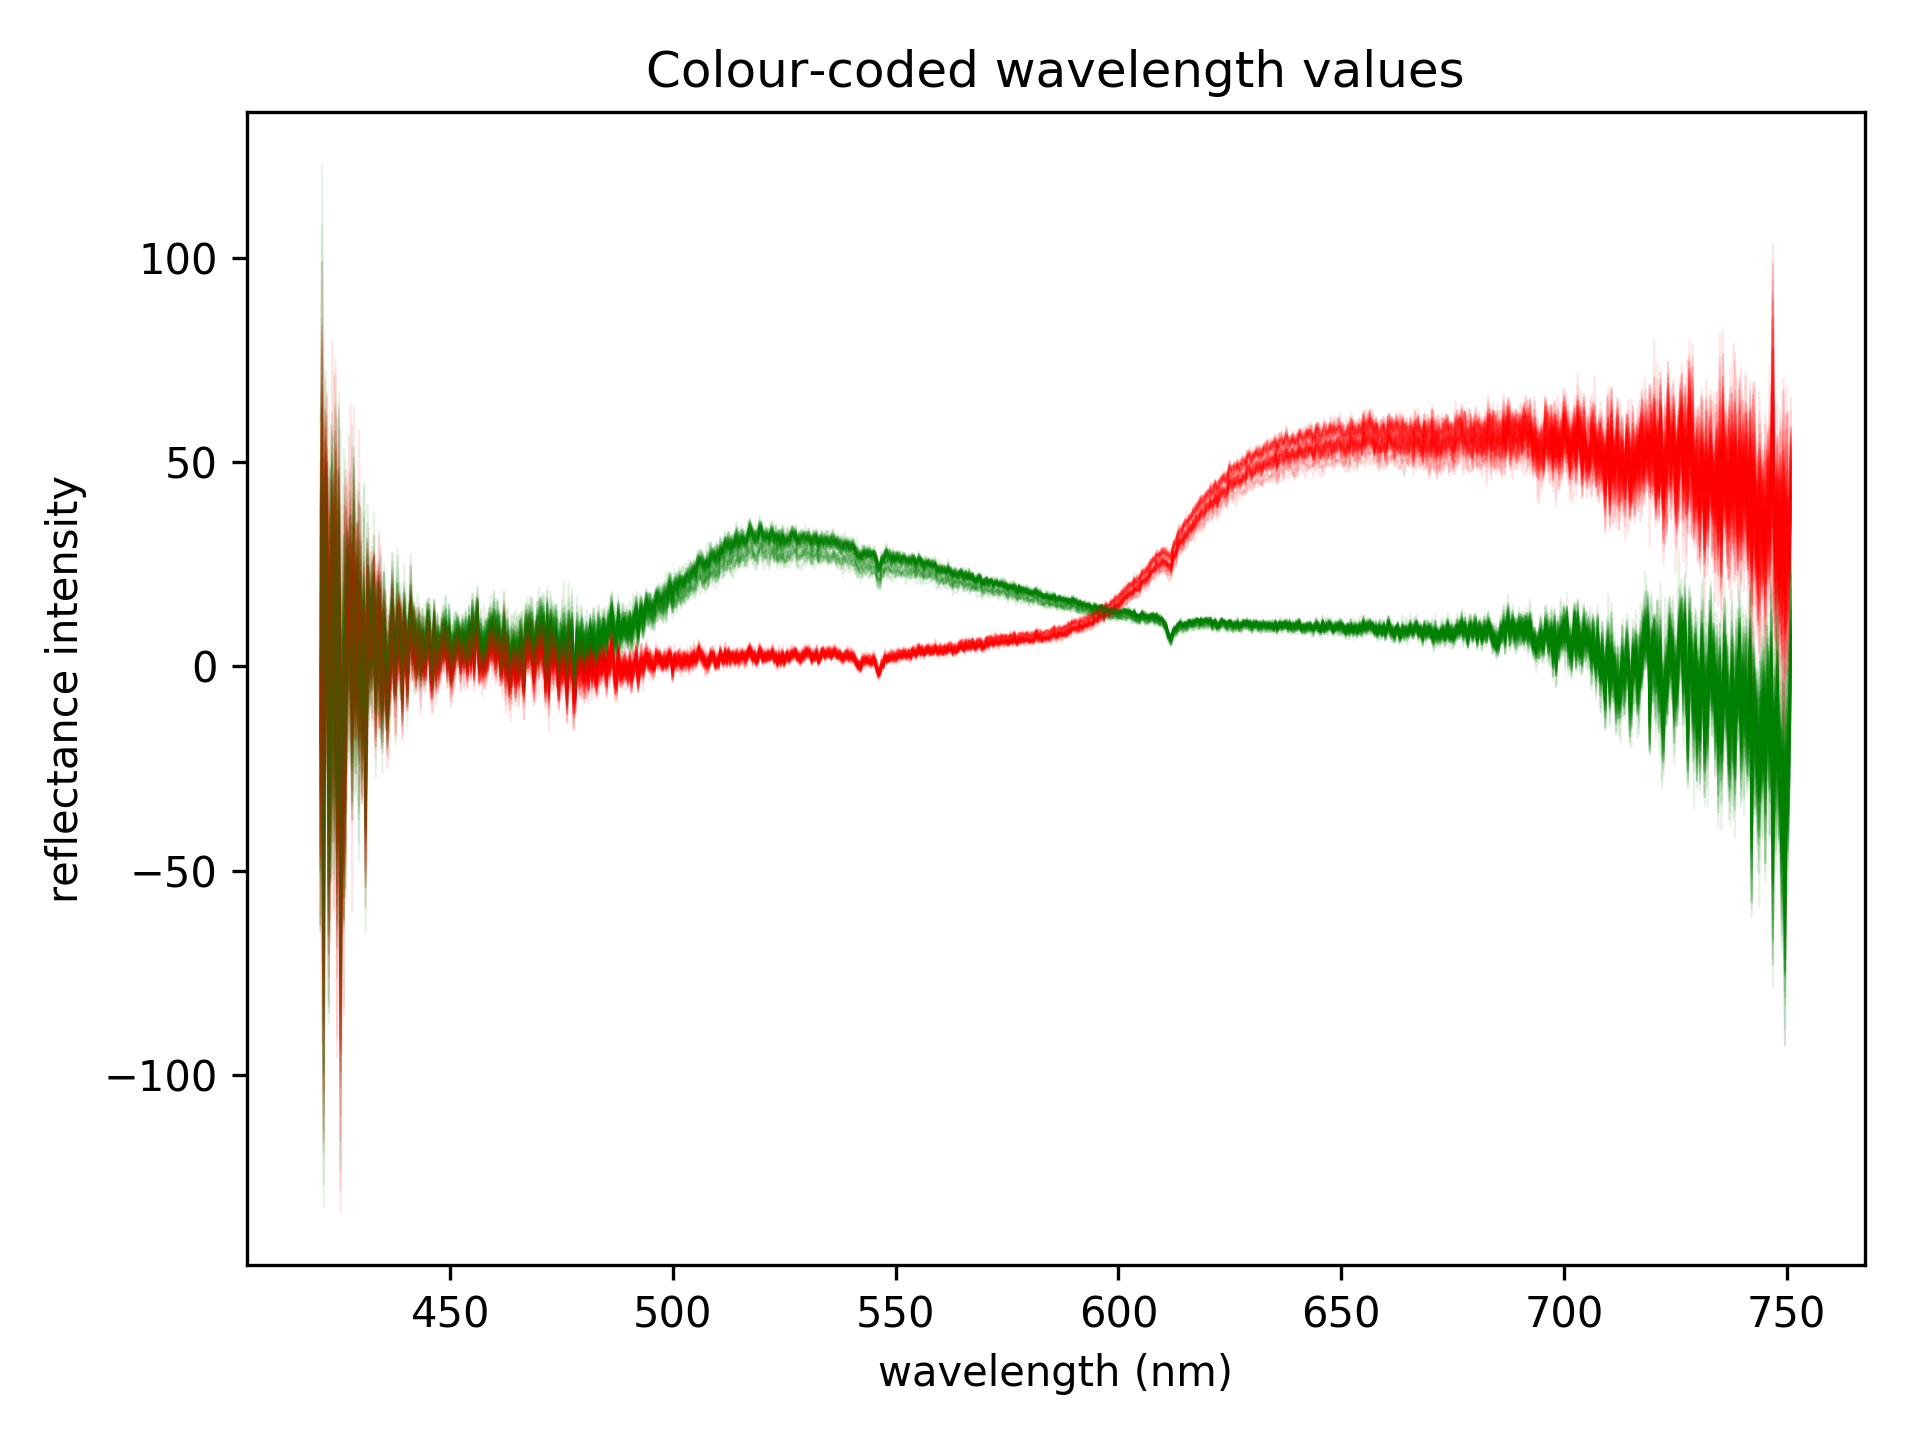 Colour-coded wavelength values
reflectance intensity
100
50
0
−50
−100
450 500 550 600 650 700 750
wavelength (nm)